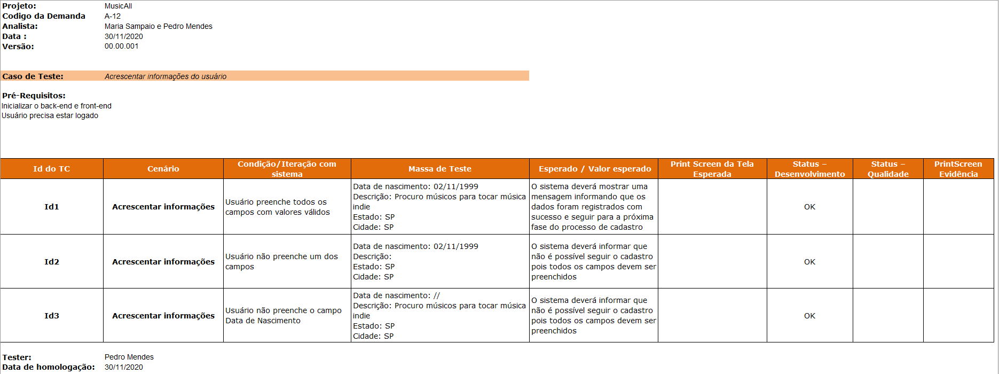 Projeto: MusicAll
Codigo da Demanda A-12
Analista: Maria Sampaio e Pedro Mendes
Data : 30/11/2020
Versão: 00.00.001
Caso de Teste: Acrescentar informações do usuário
Pré-Requisitos:
Inicializar o back-end e front-end
Usuário precisa estar logado
Id do TC
Cenário
Condição/Iteração com
sistema
Massa de Teste
Esperado / Valor esperado
Print Screen da Tela
Esperada
Status –
Desenvolvimento
Status –
Qualidade
PrintScreen
Evidência
Id1
Acrescentar informações
Usuário preenche todos os
campos com valores válidos
Data de nascimento: 02/11/1999
Descrição: Procuro músicos para tocar música
indie
Estado: SP
Cidade: SP
O sistema deverá mostrar uma
mensagem informando que os
dados foram registrados com
sucesso e seguir para a próxima
fase do processo de cadastro
OK
Id2
Acrescentar informações
Usuário não preenche um dos
campos
Data de nascimento: 02/11/1999
Descrição:
Estado: SP
Cidade: SP
O sistema deverá informar que
não é possível seguir o cadastro
pois todos os campos devem ser
preenchidos
OK
Id3
Acrescentar informações
Usuário não preenche o campo
Data de Nascimento
Data de nascimento: //
Descrição: Procuro músicos para tocar música
indie
Estado: SP
Cidade: SP
O sistema deverá informar que
não é possível seguir o cadastro
pois todos os campos devem ser
preenchidos
OK
Tester: Pedro Mendes
Data de homologação: 30/11/2020